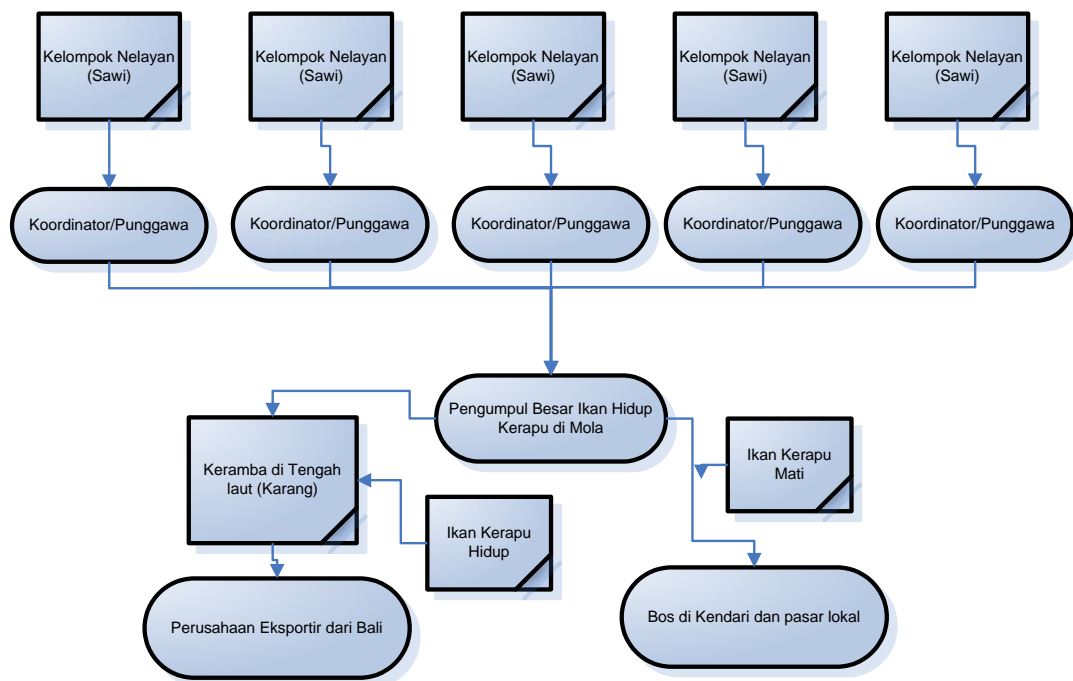 Kelompok Nelayan
(Sawi)
Kelompok Nelayan
(Sawi)
Kelompok Nelayan
(Sawi)
Kelompok Nelayan
(Sawi)
Kelompok Nelayan
(Sawi)
Koordinator/Punggawa
Koordinator/Punggawa
Koordinator/Punggawa
Koordinator/Punggawa
Koordinator/Punggawa
Pengumpul Besar Ikan Hidup
Kerapu di Mola
Keramba di Tengah
laut (Karang)
Ikan Kerapu
Mati
Ikan Kerapu
Hidup
Perusahaan Eksportir dari Bali
Bos di Kendari dan pasar lokal